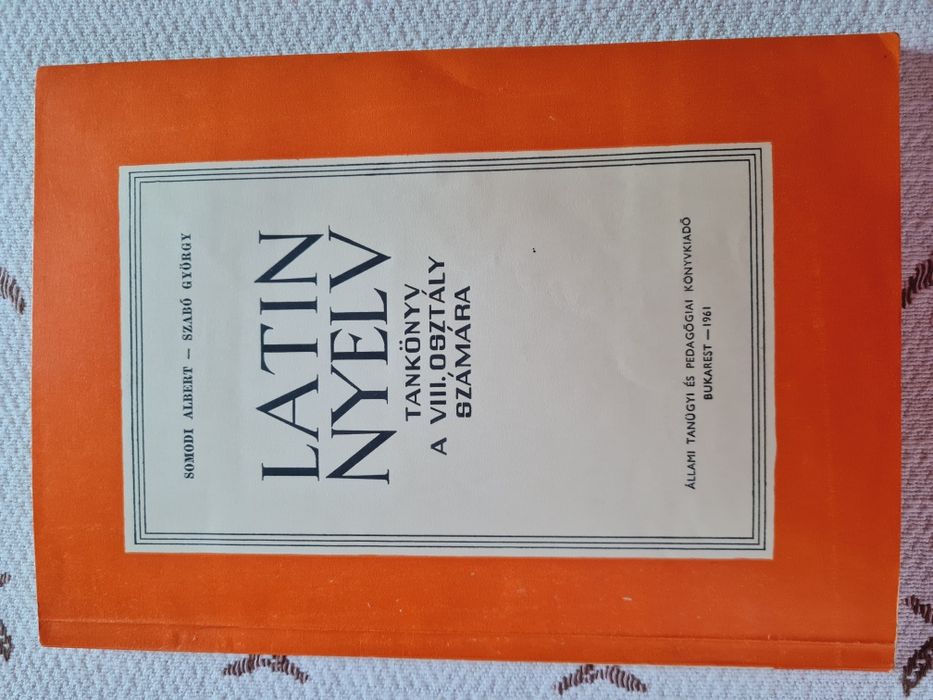 SOMODI ALBERT — SZABÓ GYÖRGY
LATIN
NYELV
TANKÖNYV
A VIII. OSZTÁLY
SZÁMÁRA
ÁLLAMI TANÜGYI ÉS PEDAGÓGIAI KÖNYVKIADÓ
BUKAREST — 1961